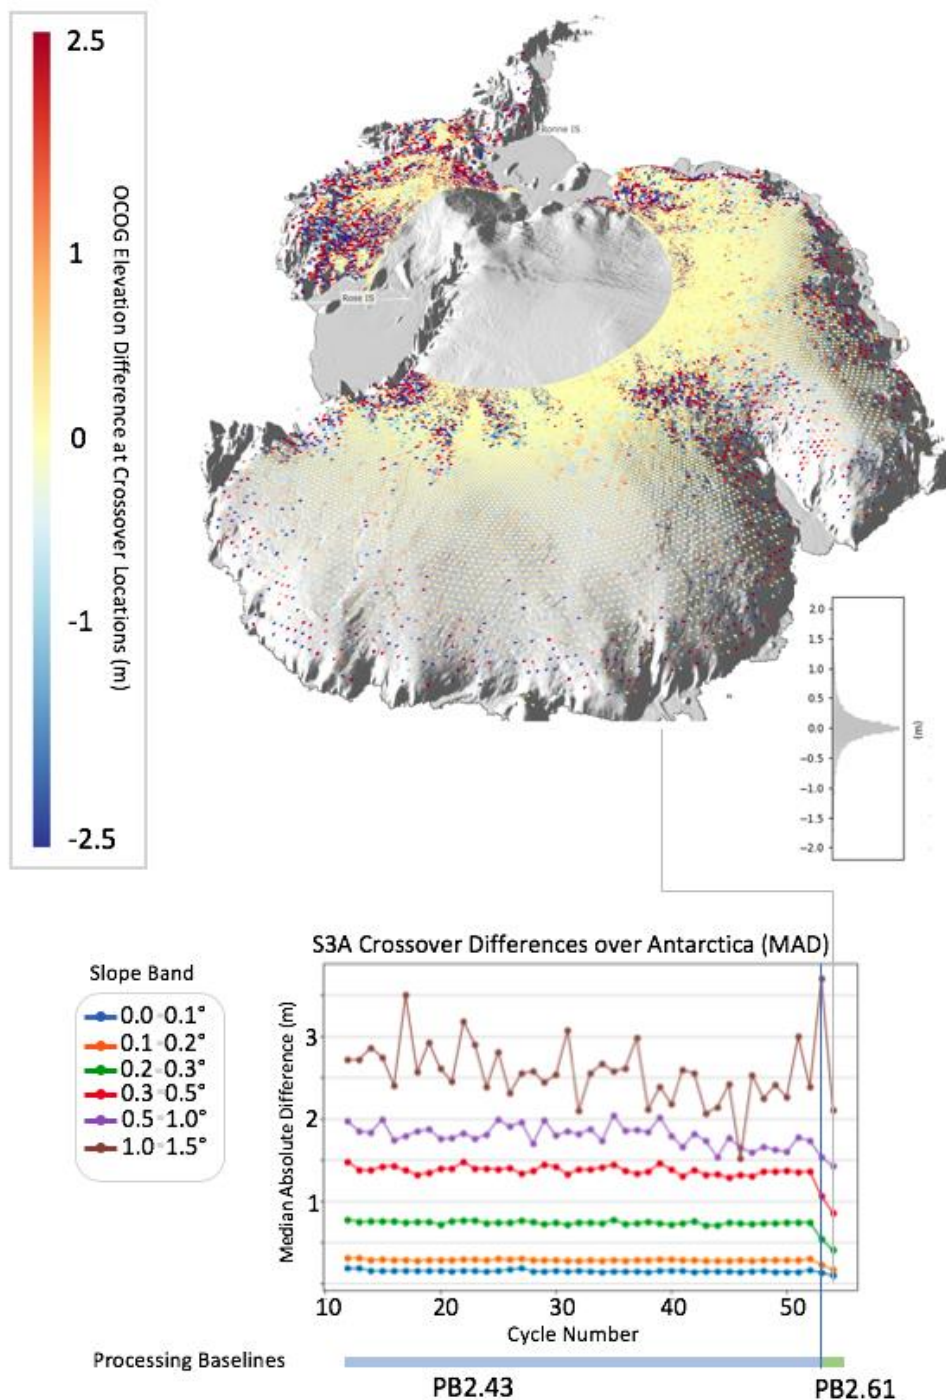 2.5
1
0
-1
-2.5
OCOG Elevation Difference at Crossover Locations (m)
Ronne IS
Ross IS
2.0
1.5
1.0
0.5
0.0
−0.5
−1.0
−1.5
−2.0
(m)
S3A Crossover Differences over Antarctica (MAD)
Slope Band
0.0 0.1°
0.1 0.2°
0.2 0.3°
0.3 0.5°
0.5 1.0°
1.0 1.5°
Median Absolute Difference (m)
3
2
1
10 20 30 40 50
Cycle Number
Processing Baselines
PB2.43 PB2.61